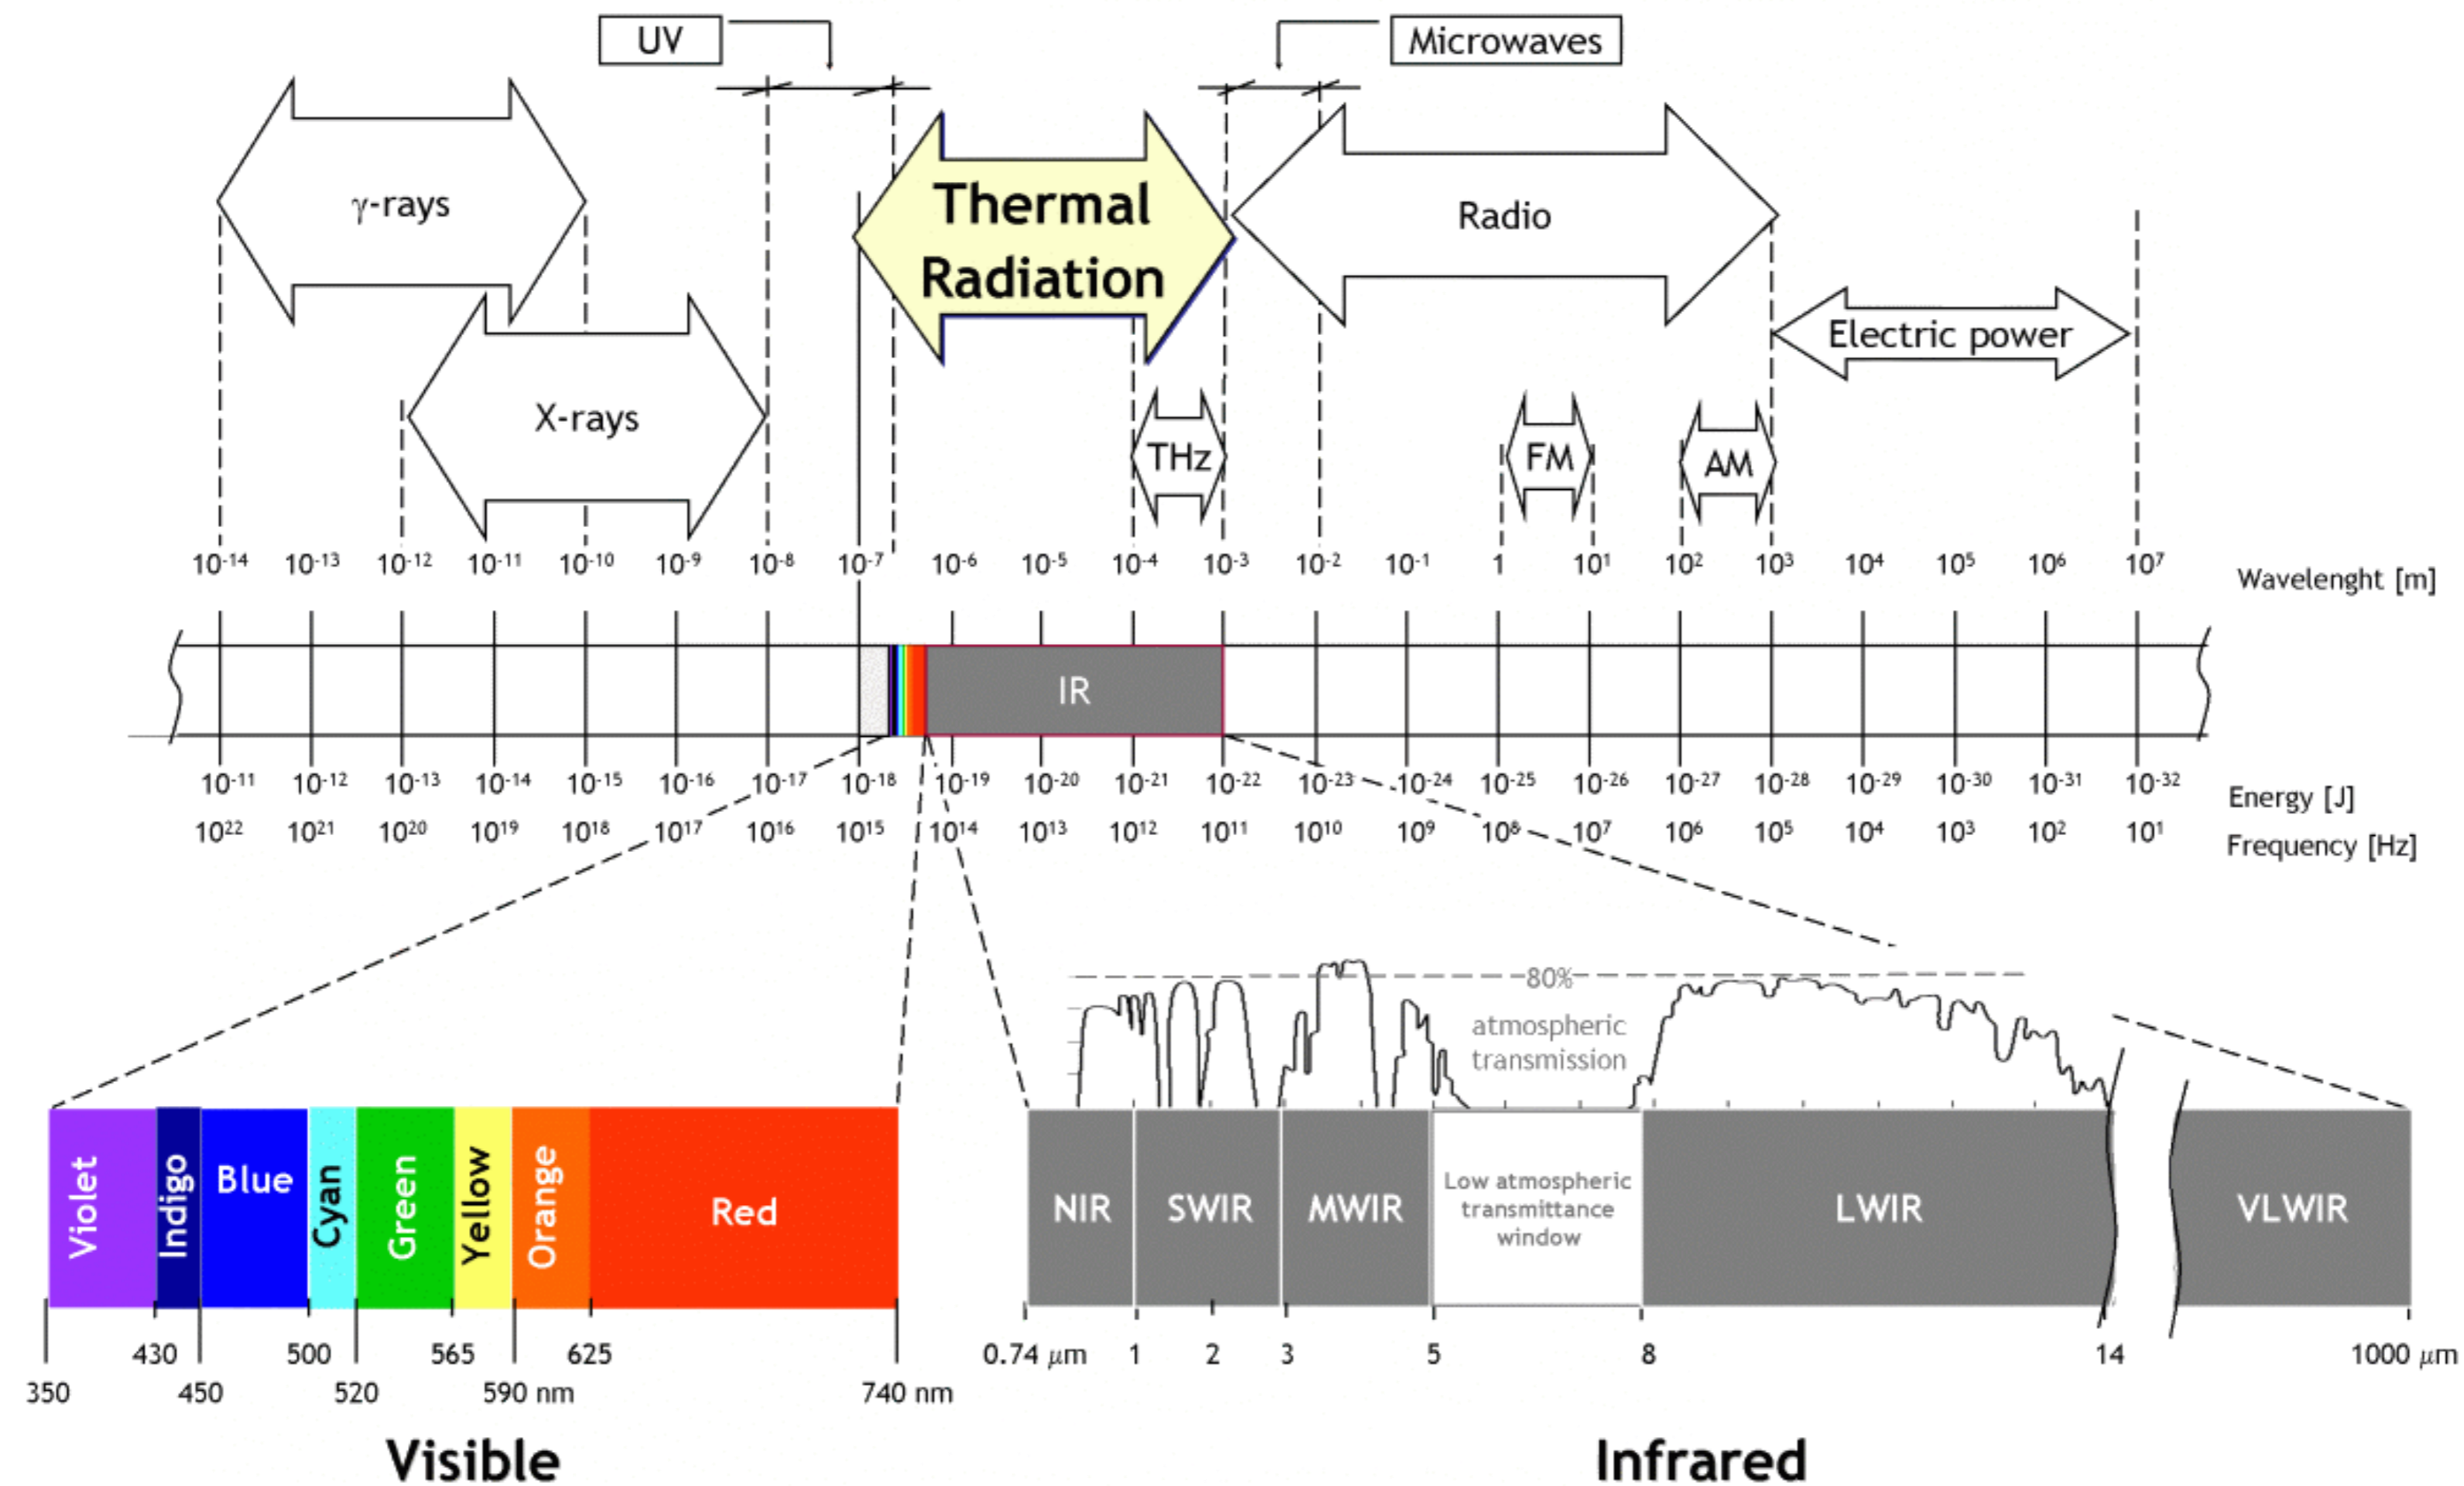 UV
Microwaves
γ-rays
Thermal
Radiation
Radio
Electric power
X-rays
THz
FM
AM
10⁻¹⁴ 10⁻¹³ 10⁻¹² 10⁻¹¹ 10⁻¹⁰ 10⁻⁹ 10⁻⁸ 10⁻⁷ 10⁻⁶ 10⁻⁵ 10⁻⁴ 10⁻³ 10⁻² 10⁻¹ 1 10¹ 10² 10³ 10⁴ 10⁵ 10⁶ 10⁷
Wavelenght [m]
IR
10⁻¹¹ 10⁻¹² 10⁻¹³ 10⁻¹⁴ 10⁻¹⁵ 10⁻¹⁶ 10⁻¹⁷ 10⁻¹⁸ 10⁻¹⁹ 10⁻²⁰ 10⁻²¹ 10⁻²² 10⁻²³ 10⁻²⁴ 10⁻²⁵ 10⁻²⁶ 10⁻²⁷ 10⁻²⁸ 10⁻²⁹ 10⁻³⁰ 10⁻³¹ 10⁻³²
Energy [J]
10²² 10²¹ 10²⁰ 10¹⁹ 10¹⁸ 10¹⁷ 10¹⁶ 10¹⁵ 10¹⁴ 10¹³ 10¹² 10¹¹ 10¹⁰ 10⁹ 10⁸ 10⁷ 10⁶ 10⁵ 10⁴ 10³ 10² 10¹
Frequency [Hz]
80%
atmospheric
transmission
Violet
Indigo
Blue
Cyan
Green
Yellow
Orange
Red
430 500 565 625
350 450 520 590 nm 740 nm
Visible
NIR
SWIR
MWIR
Low atmospheric
transmittance
window
LWIR
VLWIR
0.74 μm 1 2 3 5 8 14 1000 μm
Infrared